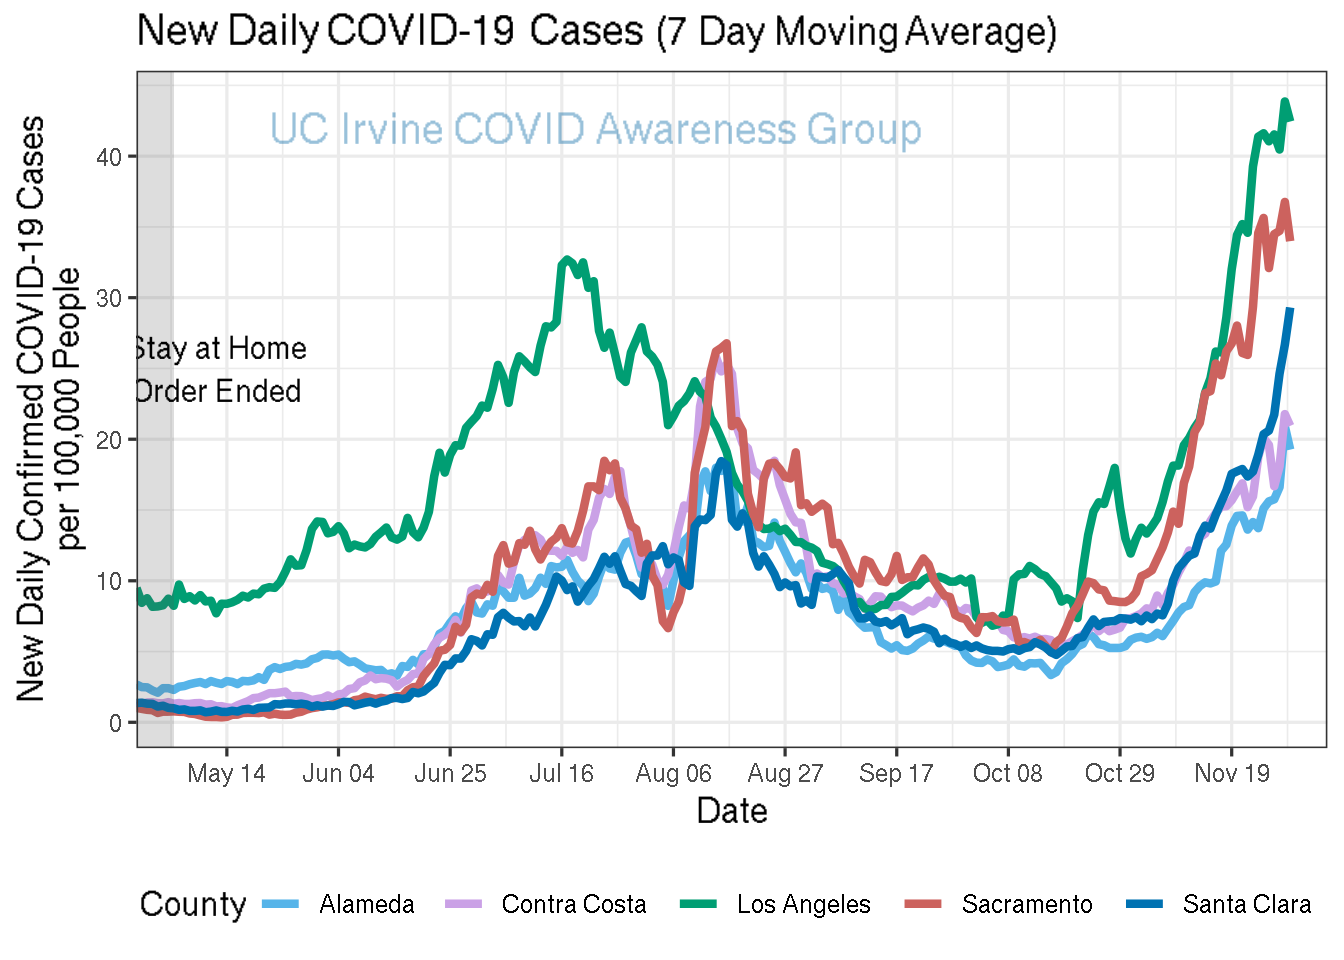 New Daily COVID-19 Cases (7 Day Moving Average)
UC Irvine COVID Awareness Group
New Daily Confirmed COVID-19 Cases
per 100,000 People
40
30
20
10
0
Stay at Home
Order Ended
May 14 Jun 04 Jun 25 Jul 16 Aug 06 Aug 27 Sep 17 Oct 08 Oct 29 Nov 19
Date
County Alameda Contra Costa Los Angeles Sacramento Santa Clara